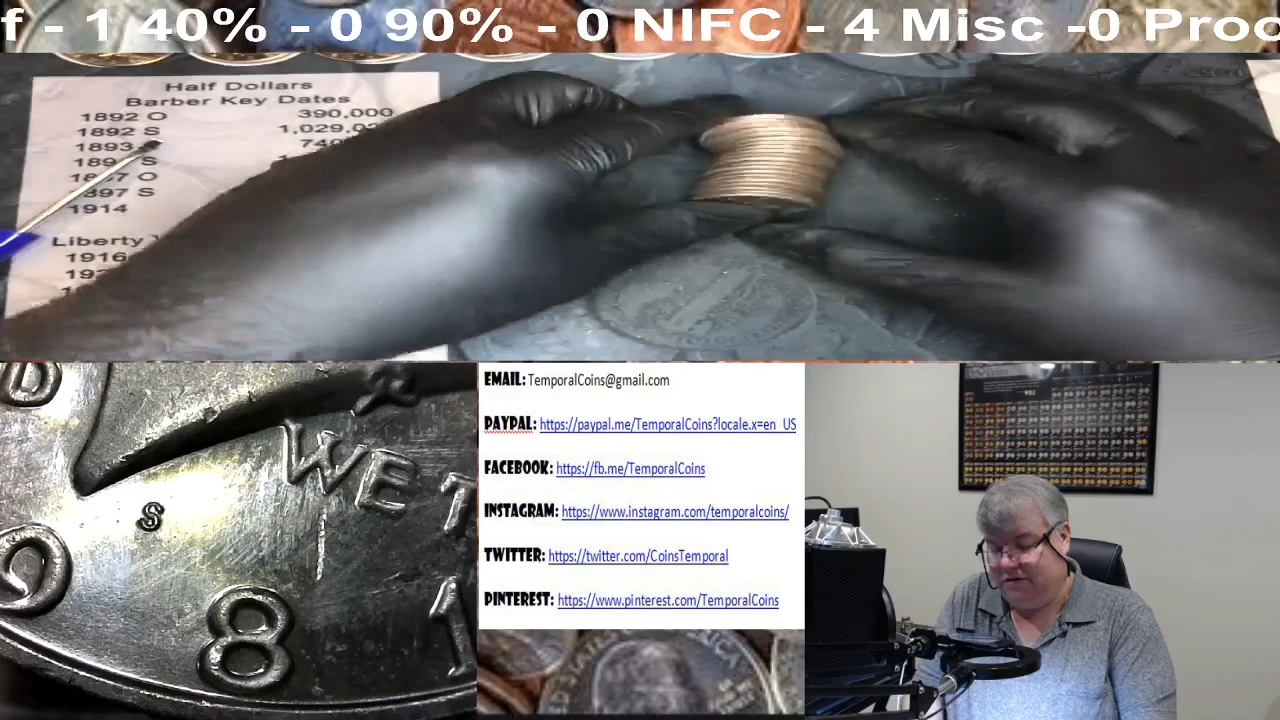 f - 1 40% - 0 90% - 0 NIFC - 4 Misc -0 Proo
Half Dollars
Barber Key Dates
1892 O 390,000
1892 S
1893
S
O
1897 S
1914
Liberty
1916
D
WE
S
9 8 1
EMAIL: TemporalCoins@gmail.com
PAYPAL: https://paypal.me/TemporalCoins?locale.x=en_US
FACEBOOK: https://fb.me/TemporalCoins
INSTAGRAM: https://www.instagram.com/temporalcoins/
TWITTER: https://twitter.com/CoinsTemporal
PINTEREST: https://www.pinterest.com/TemporalCoins